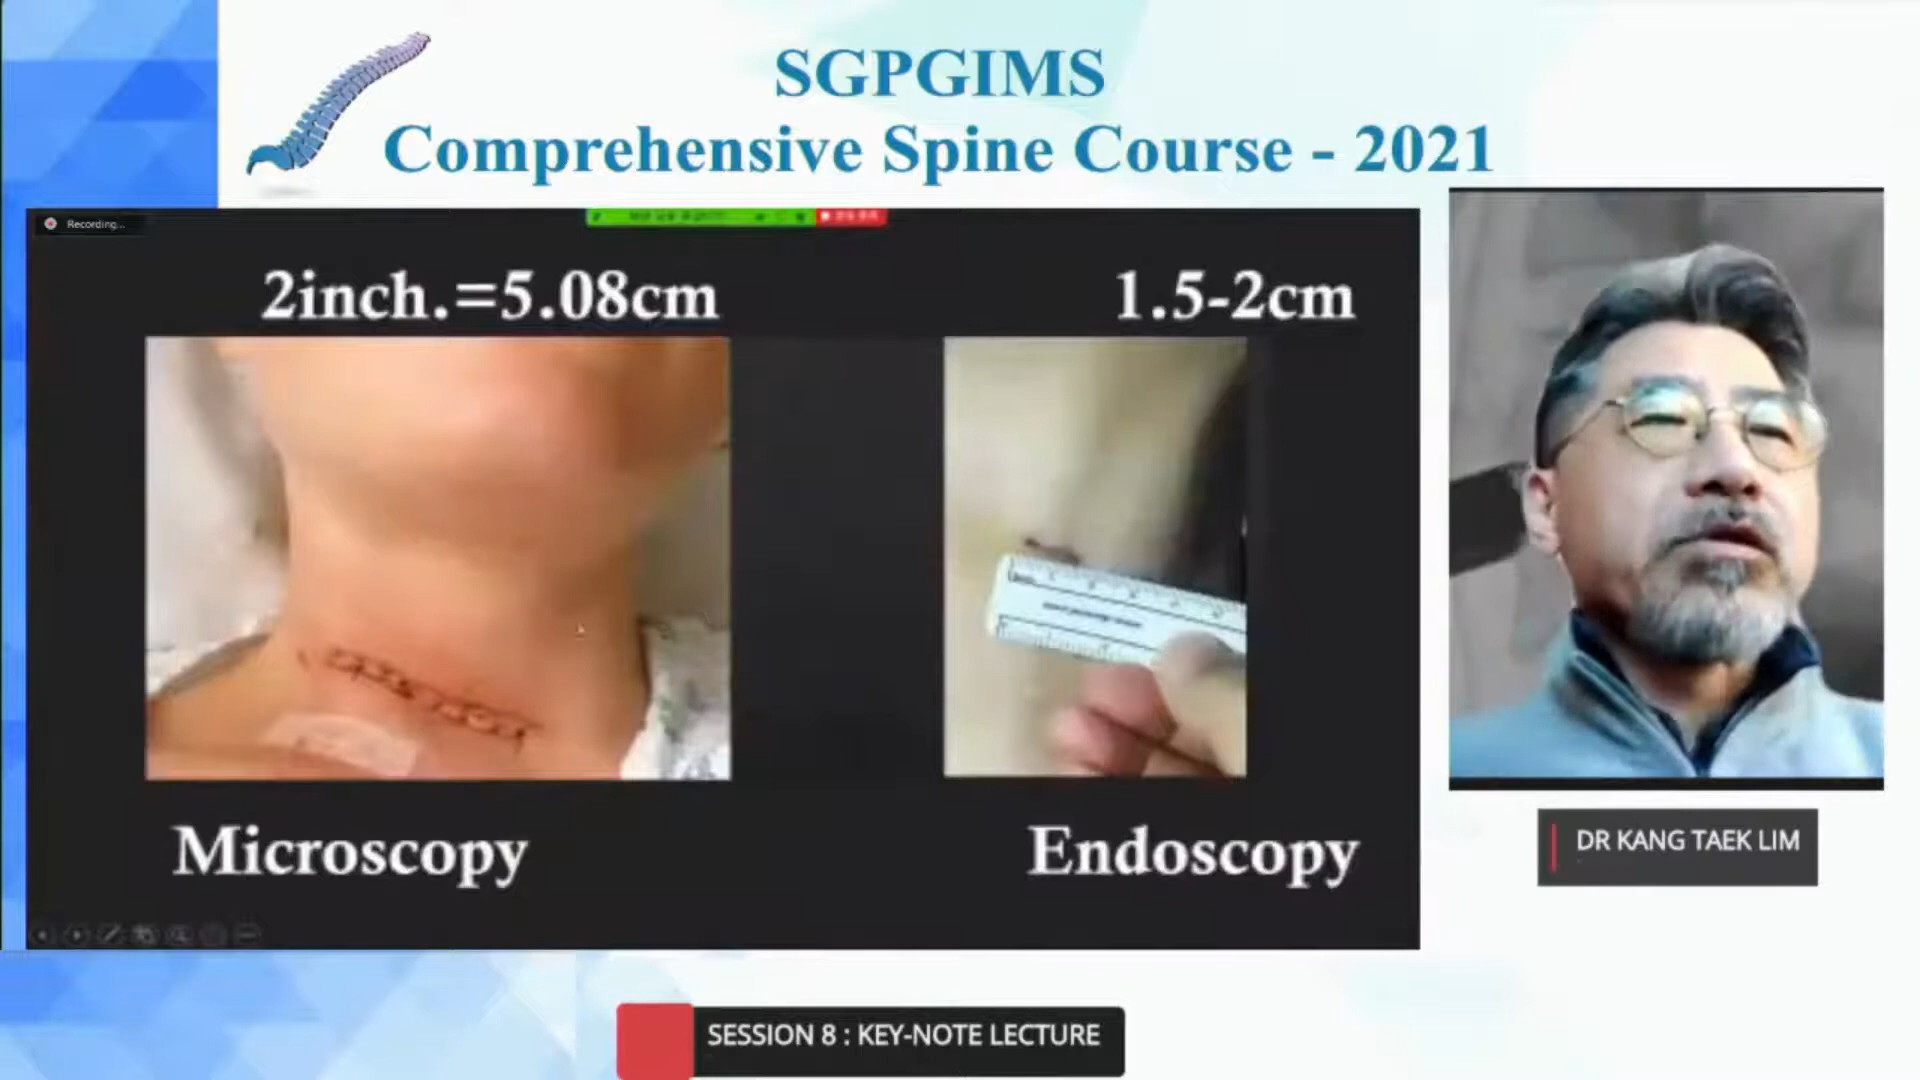 SGPGIMS
Comprehensive Spine Course - 2021
Recording...
2inch.=5.08cm
1.5-2cm
Microscopy
Endoscopy
DR KANG TAEK LIM
SESSION 8 : KEY-NOTE LECTURE